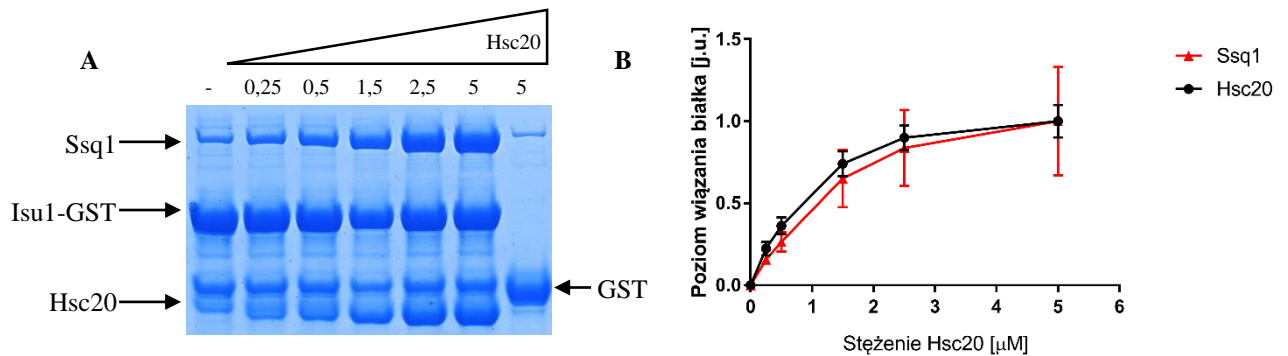 A
Hsc20
- 0,25 0,5 1,5 2,5 5 5
Ssq1
Isu1-GST
Hsc20
GST
B
Poziom wiązania białka [j.u.]
1.5
1.0
0.5
0.0
0 1 2 3 4 5 6
Stężenie Hsc20 [µM]
Ssq1
Hsc20